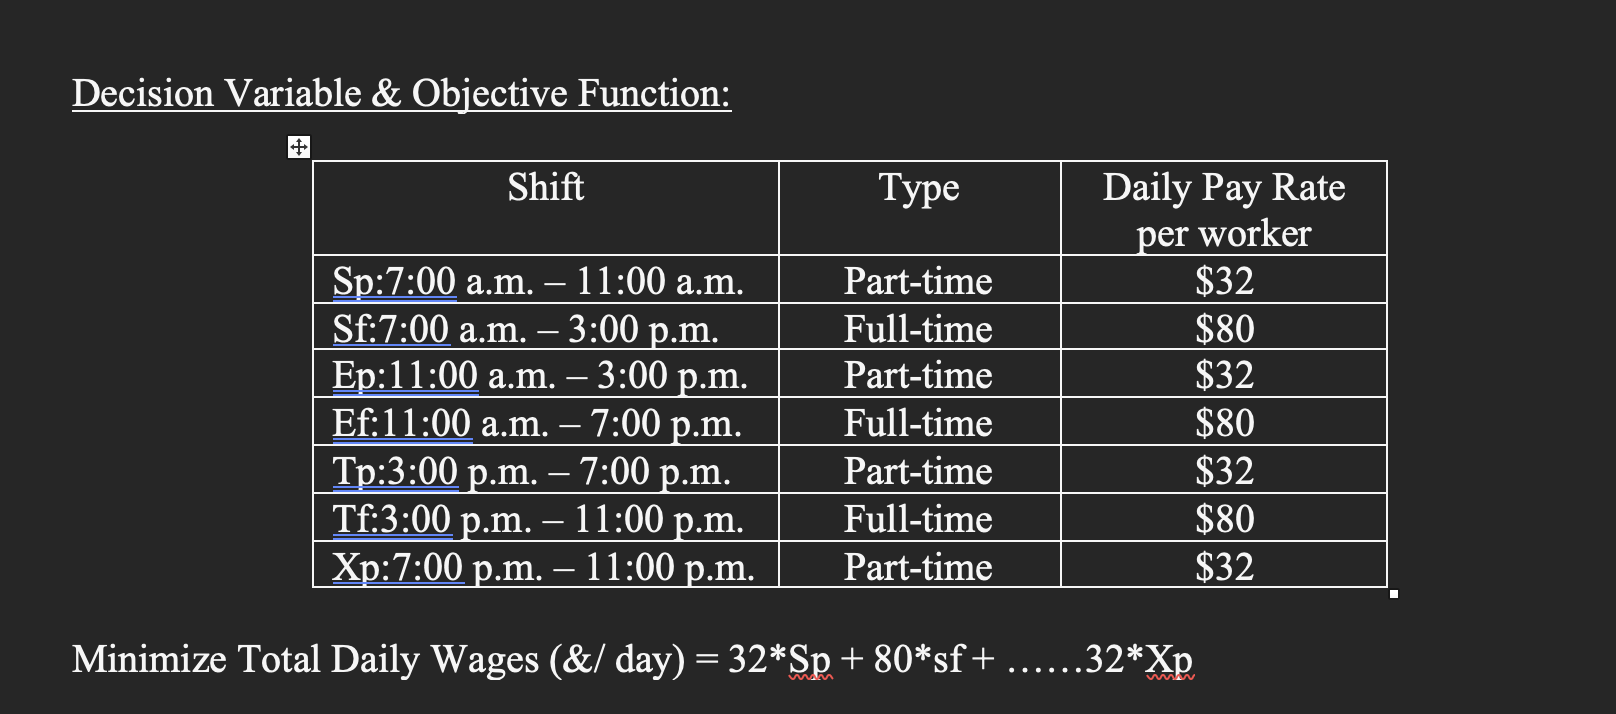 Decision Variable & Objective Function:
Shift Type Daily Pay Rate
per worker
Sp:7:00 a.m. – 11:00 a.m. Part-time $32
Sf:7:00 a.m. – 3:00 p.m. Full-time $80
Ep:11:00 a.m. – 3:00 p.m. Part-time $32
Ef:11:00 a.m. – 7:00 p.m. Full-time $80
Tp:3:00 p.m. – 7:00 p.m. Part-time $32
Tf:3:00 p.m. – 11:00 p.m. Full-time $80
Xp:7:00 p.m. – 11:00 p.m. Part-time $32
Minimize Total Daily Wages (&/ day) = 32*Sp + 80*sf + ......32*Xp